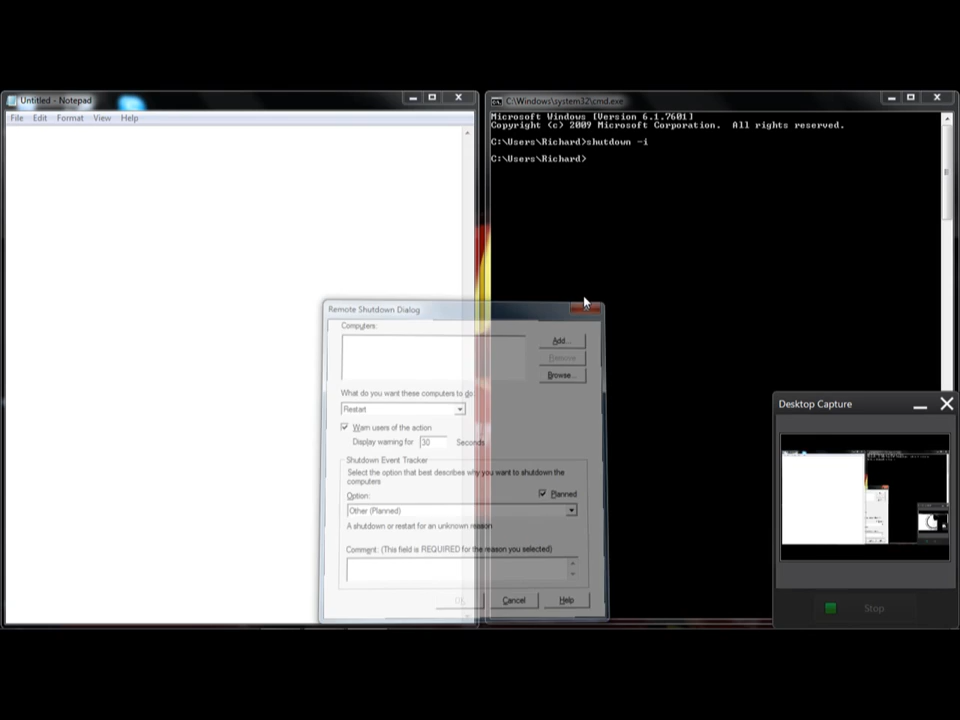 Untitled - Notepad
File Edit Format View Help
C:\Windows\system32\cmd.exe
Microsoft Windows [Version 6.1.7601]
Copyright (c) 2009 Microsoft Corporation.  All rights reserved.
C:\Users\Richard>shutdown -i
C:\Users\Richard>
Remote Shutdown Dialog
Computers:
Add...
Remove
Browse...
What do you want these computers to do
Restart
Warn users of the action
Display warning for 30 Seconds
Shutdown Event Tracker
Select the option that best describes why you want to shutdown the
computers
Option: Planned
Other (Planned)
A shutdown or restart for an unknown reason
Comment: (This field is REQUIRED for the reason you selected)
OK Cancel Help
Desktop Capture
Stop